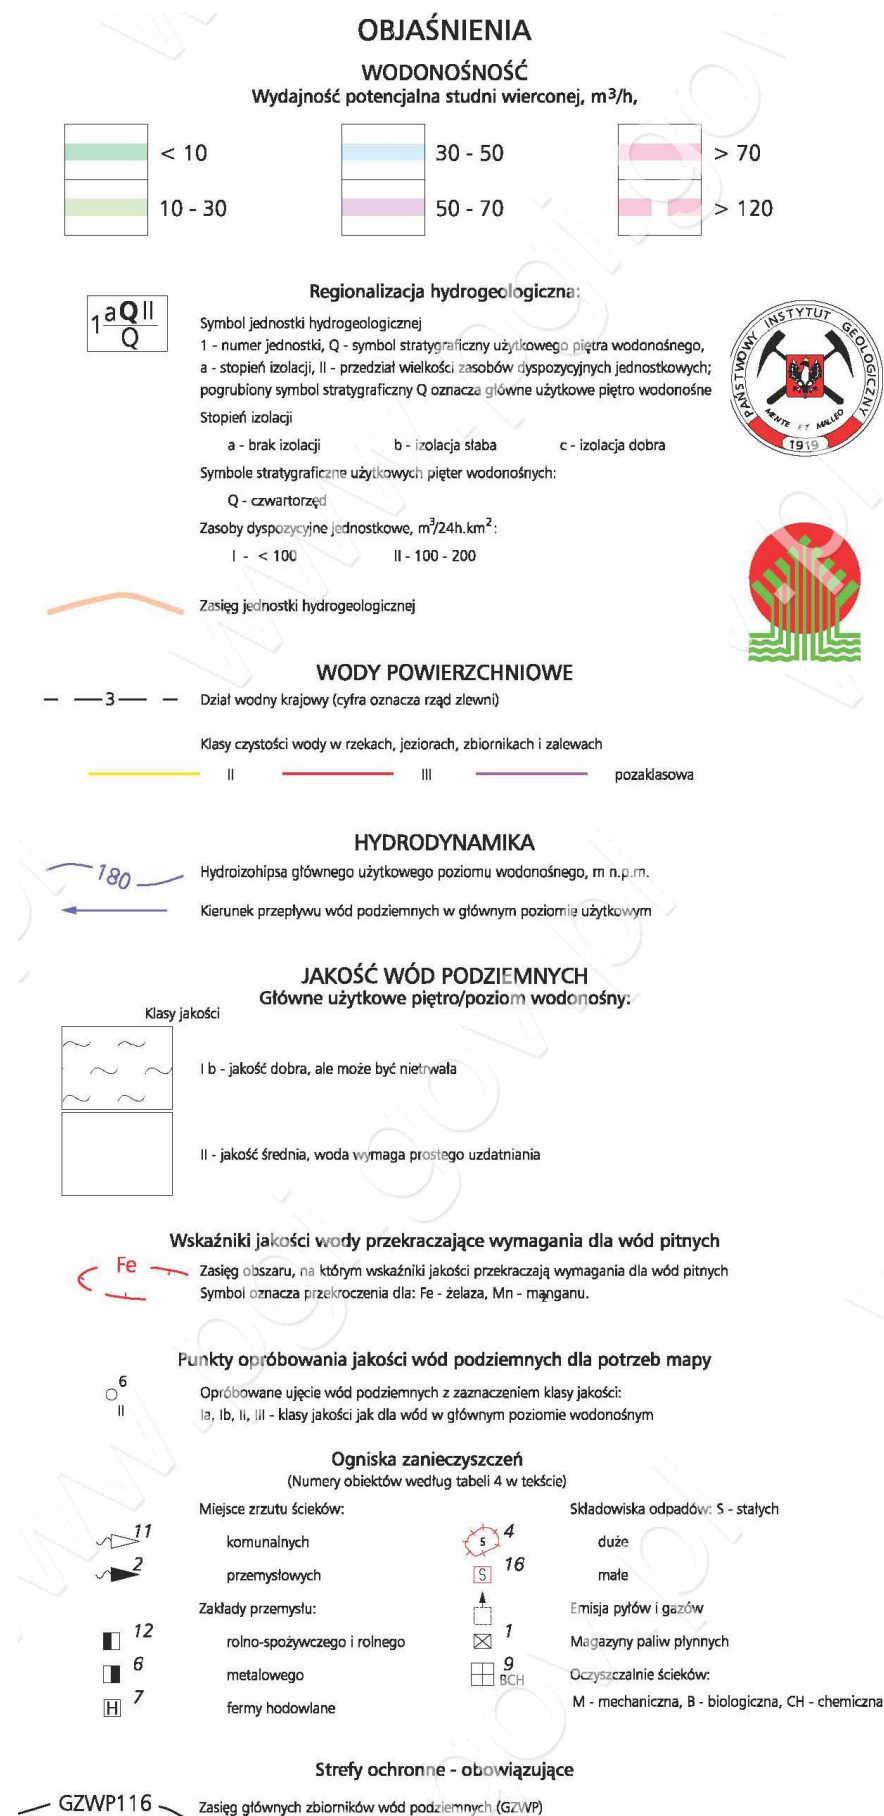 OBJAŚNIENIA
WODONOŚNOŚĆ
Wydajność potencjalna studni wierconej, m³/h,
< 10
30 - 50
> 70
10 - 30
50 - 70
> 120
Regionalizacja hydrogeologiczna:
1 aQII
Q
Symbol jednostki hydrogeologicznej
1 - numer jednostki, Q - symbol stratygraficzny użytkowego piętra wodonośnego,
a - stopień izolacji, II - przedział wielkości zasobów dyspozycyjnych jednostkowych;
pogrubiony symbol stratygraficzny Q oznacza główne użytkowe piętro wodonośne
PAŃSTWOWY INSTYTUT GEOLOGICZNY
MENTE ET MALLEO
1919
Stopień izolacji
a - brak izolacji b - izolacja słaba c - izolacja dobra
Symbole stratygraficzne użytkowych pięter wodonośnych:
Q - czwartorzęd
Zasoby dyspozycyjne jednostkowe, m³/24h.km²:
I - < 100 II - 100 - 200
Zasięg jednostki hydrogeologicznej
WODY POWIERZCHNIOWE
3 Dział wodny krajowy (cyfra oznacza rząd zlewni)
Klasy czystości wody w rzekach, jeziorach, zbiornikach i zalewach
II III pozaklasowa
HYDRODYNAMIKA
180 Hydroizohipsa głównego użytkowego poziomu wodonośnego, m n.p.m.
Kierunek przepływu wód podziemnych w głównym poziomie użytkowym
JAKOŚĆ WÓD PODZIEMNYCH
Główne użytkowe piętro/poziom wodonośny:
Klasy jakości
I b - jakość dobra, ale może być nietrwała
II - jakość średnia, woda wymaga prostego uzdatniania
Wskaźniki jakości wody przekraczające wymagania dla wód pitnych
Fe Zasięg obszaru, na którym wskaźniki jakości przekraczają wymagania dla wód pitnych
Symbol oznacza przekroczenia dla: Fe - żelaza, Mn - manganu.
Punkty opróbowania jakości wód podziemnych dla potrzeb mapy
6
II
Opróbowane ujęcie wód podziemnych z zaznaczeniem klasy jakości:
Ia, Ib, II, III - klasy jakości jak dla wód w głównym poziomie wodonośnym
Ogniska zanieczyszczeń
(Numery obiektów według tabeli 4 w tekście)
Miejsce zrzutu ścieków:
11 komunalnych
2 przemysłowych
Zakłady przemysłu:
12 rolno-spożywczego i rolnego
6 metalowego
H 7 fermy hodowlane
Składowiska odpadów: S - stałych
S 4 duże
S 16 małe
Emisja pyłów i gazów
1 Magazyny paliw płynnych
9 BCH Oczyszczalnie ścieków:
M - mechaniczna, B - biologiczna, CH - chemiczna
Strefy ochronne - obowiązujące
GZWP116 Zasięg głównych zbiorników wód podziemnych (GZWP)
www.pgi.gov.pl